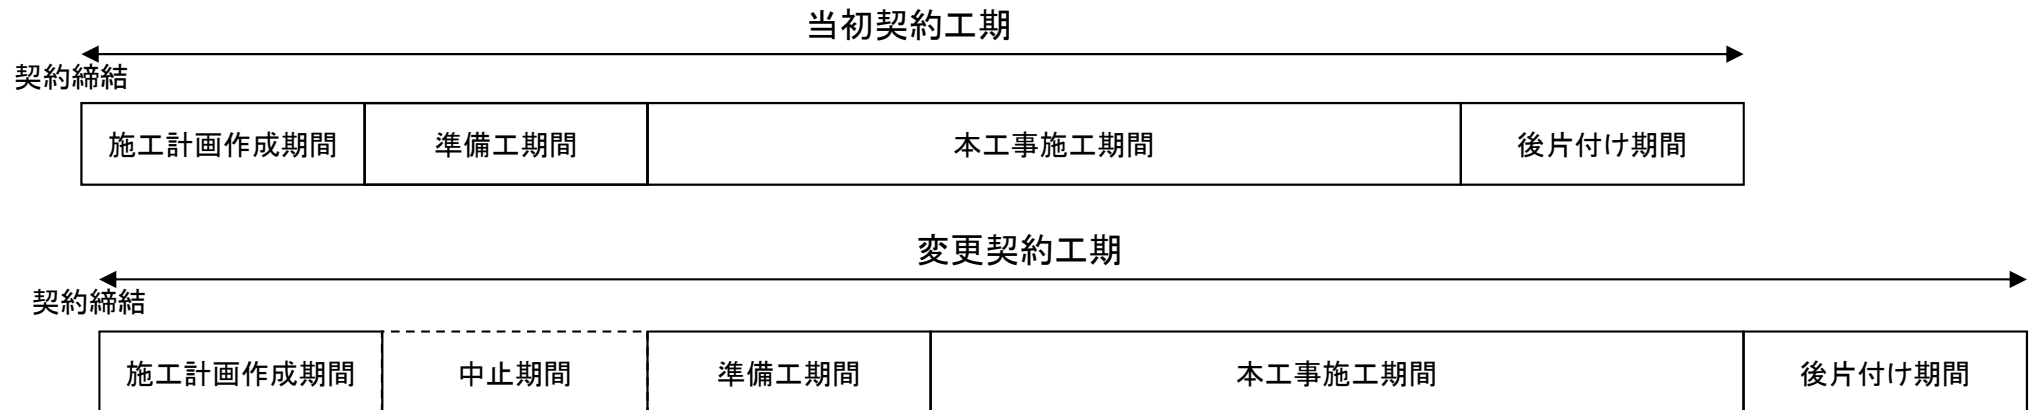 当初契約工期
契約締結
施工計画作成期間
準備工期間
本工事施工期間
後片付け期間
変更契約工期
契約締結
施工計画作成期間
中止期間
準備工期間
本工事施工期間
後片付け期間